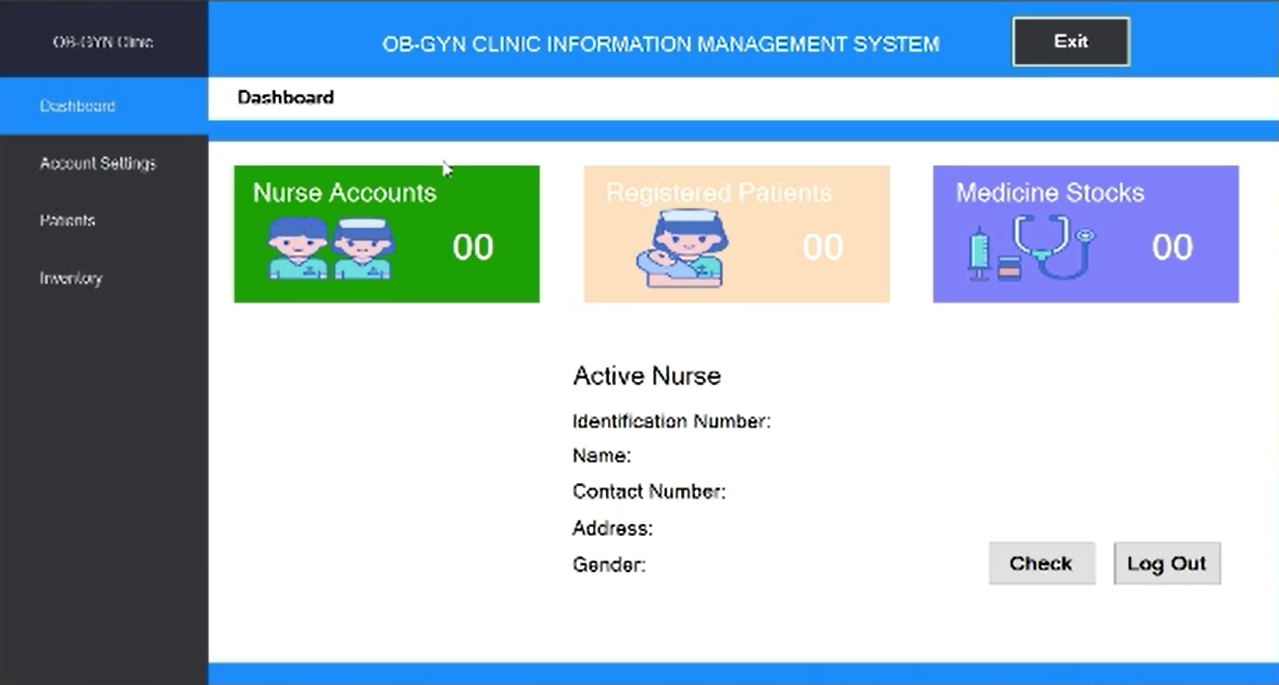 OB-GYN Clinic
OB-GYN CLINIC INFORMATION MANAGEMENT SYSTEM
Exit
Dashboard
Dashboard
Account Settings
Patients
Inventory
Nurse Accounts
00
Registered Patients
00
Medicine Stocks
00
Active Nurse
Identification Number:
Name:
Contact Number:
Address:
Gender:
Check
Log Out